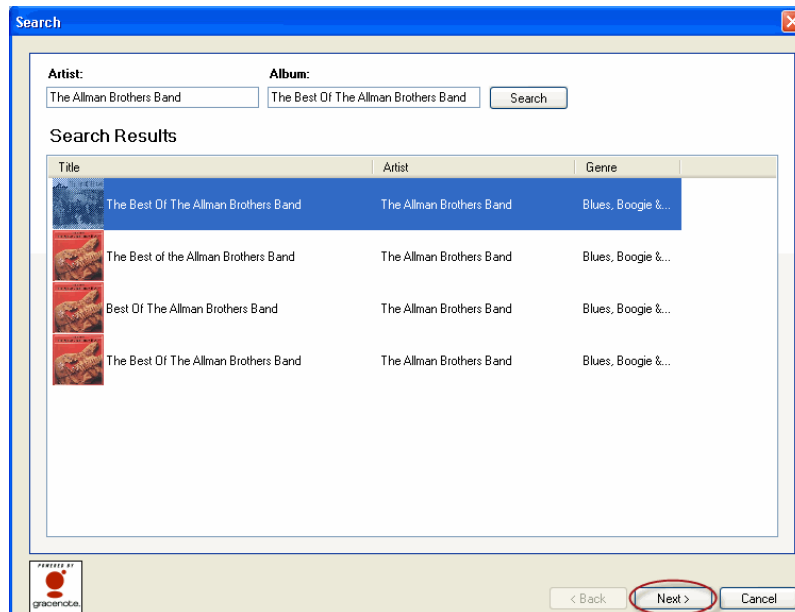 Search
Artist: Album:
The Allman Brothers Band The Best Of The Allman Brothers Band Search
Search Results
Title Artist Genre
The Best Of The Allman Brothers Band The Allman Brothers Band Blues, Boogie &...
The Best of the Allman Brothers Band The Allman Brothers Band Blues, Boogie &...
Best Of The Allman Brothers Band The Allman Brothers Band Blues, Boogie &...
The Best Of The Allman Brothers Band The Allman Brothers Band Blues, Boogie &...
POWERED BY
gracenote.
< Back Next > Cancel